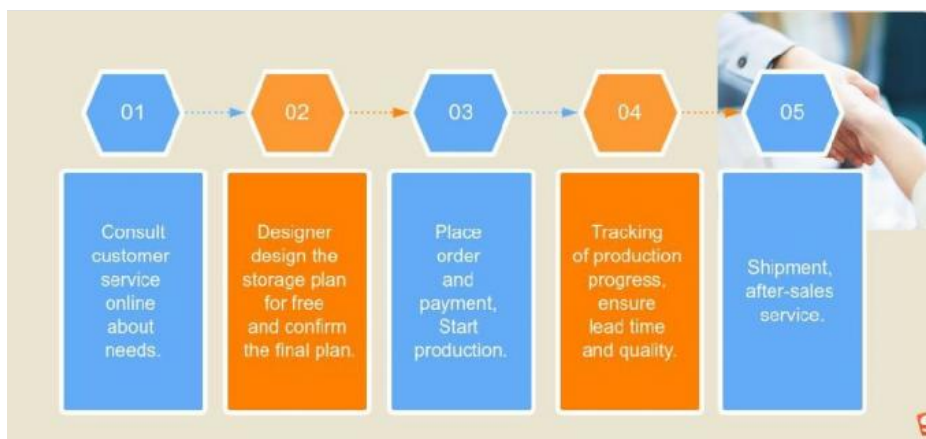 01
02
03
04
05
Consult
customer
service
online
about
needs.
Designer
design the
storage plan
for free
and confirm
the final plan.
Place
order
and
payment,
Start
production.
Tracking
of production
progress,
ensure
lead time
and quality.
Shipment,
after-sales
service.